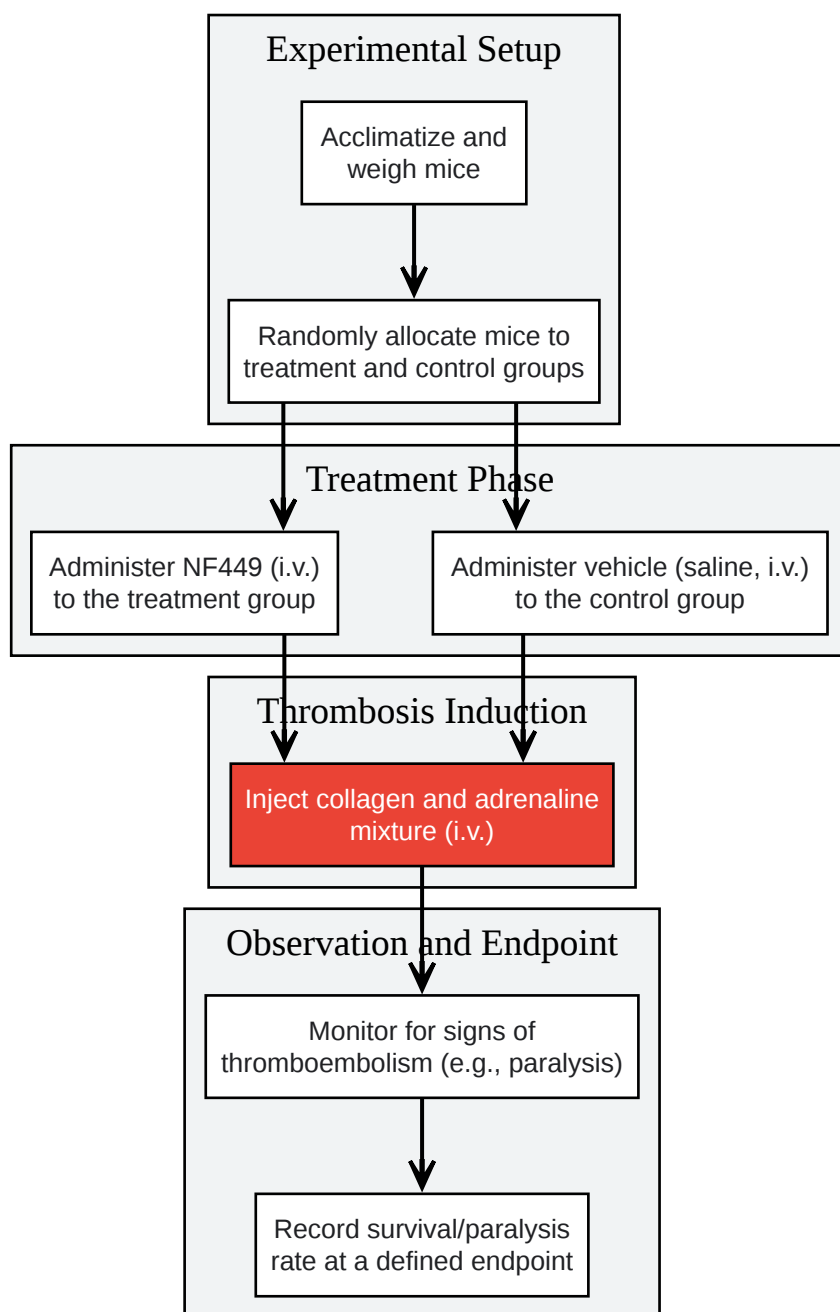 Experimental Setup
Acclimatize and
weigh mice
Randomly allocate mice to
treatment and control groups
Treatment Phase
Administer NF449 (i.v.)
to the treatment group
Administer vehicle (saline, i.v.)
to the control group
Thrombosis Induction
Inject collagen and adrenaline
mixture (i.v.)
Observation and Endpoint
Monitor for signs of
thromboembolism (e.g., paralysis)
Record survival/paralysis
rate at a defined endpoint